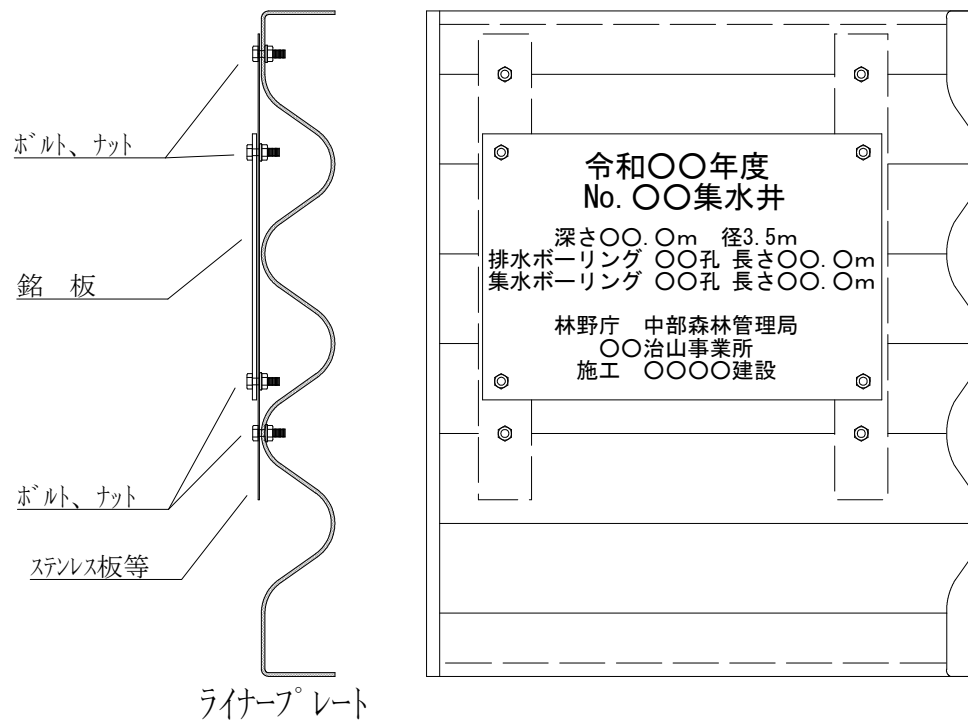 ボルト、ナット
銘　板
ボルト、ナット
ステンレス板等
ライナープレート
令和〇〇年度
No. 〇〇集水井
深さ〇〇. 〇m　径3.5m
排水ボーリング 〇〇孔 長さ〇〇. 〇m
集水ボーリング 〇〇孔 長さ〇〇. 〇m
林野庁　中部森林管理局
〇〇治山事業所
施工　〇〇〇〇建設